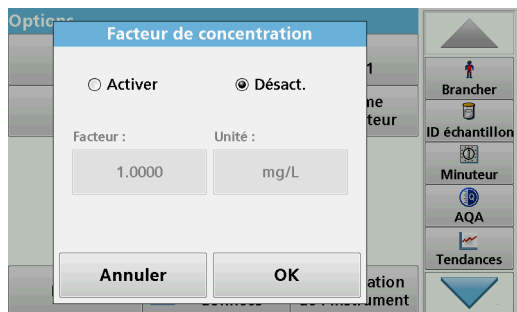 Options
Facteur de concentration
Activer
Désact.
Facteur :
Unité :
1.0000
mg/L
Annuler
OK
1
Brancher
ID échantillon
Minuteur
AQA
Tendances